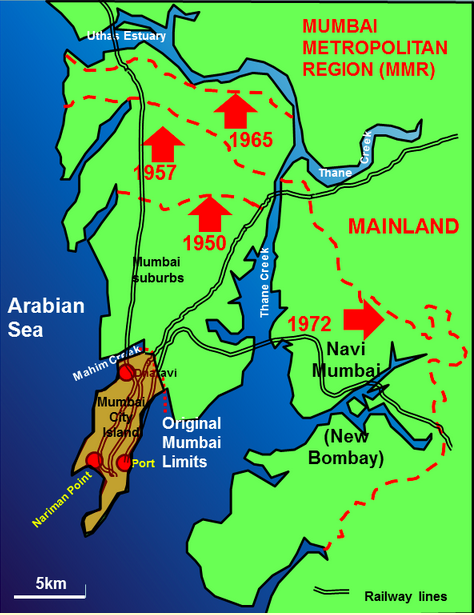 Uthas Estuary
MUMBAI
METROPOLITAN
REGION (MMR)
1965
1957
Thane Creek
MAINLAND
1950
Mumbai
suburbs
Thane Creek
Arabian
Sea
1972
Navi
Mumbai
Mahim Creek
Dharavi
Mumbai
City
Island
Original
Mumbai
Limits
(New
Bombay)
Port
Nariman Point
5km
Railway lines